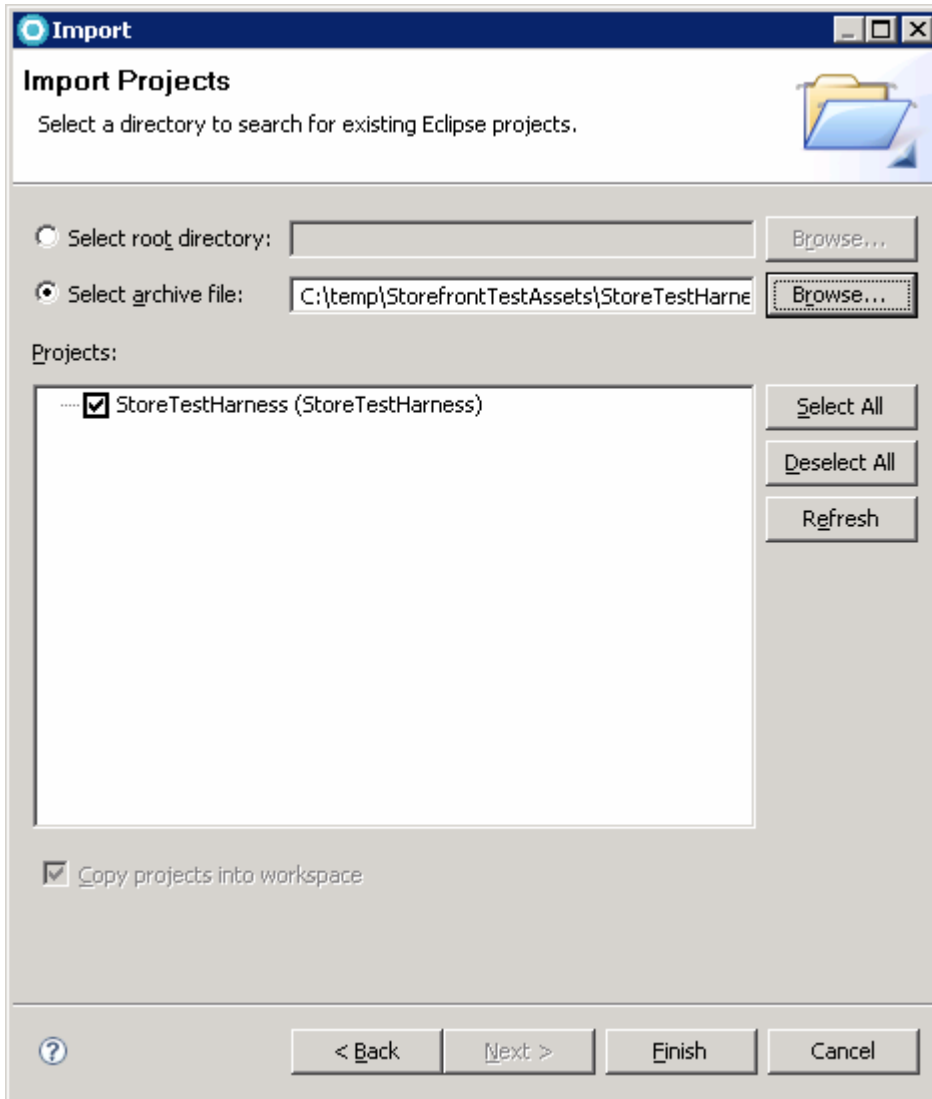 Import
Import Projects
Select a directory to search for existing Eclipse projects.
Select root directory:
Browse...
Select archive file:
C:\temp\StorefrontTestAssets\StoreTestHarne
Browse...
Projects:
StoreTestHarness (StoreTestHarness)
Select All
Deselect All
Refresh
Copy projects into workspace
?
< Back
Next >
Finish
Cancel